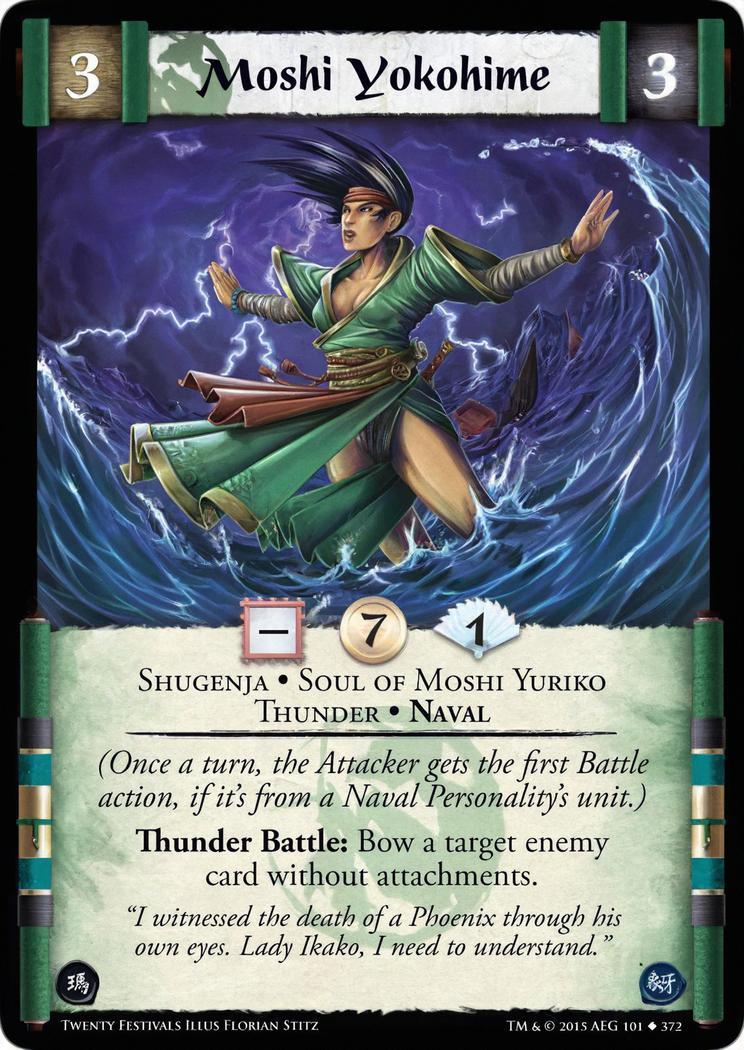 3 Moshi Yokohime 3
– 7 1
Shugenja • Soul of Moshi Yuriko
Thunder • Naval
(Once a turn, the Attacker gets the first Battle
action, if it's from a Naval Personality's unit.)
Thunder Battle: Bow a target enemy
card without attachments.
"I witnessed the death of a Phoenix through his
own eyes. Lady Ikako, I need to understand."
Twenty Festivals Illus Florian Stitz TM & © 2015 AEG 101 ◆ 372